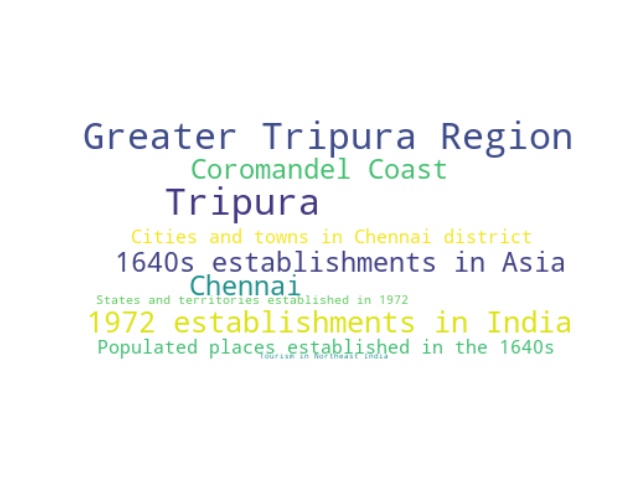 Greater Tripura Region
Coromandel Coast
Tripura
Cities and towns in Chennai district
1640s establishments in Asia
Chennai
States and territories established in 1972
1972 establishments in India
Populated places established in the 1640s
Tourism in Northeast India